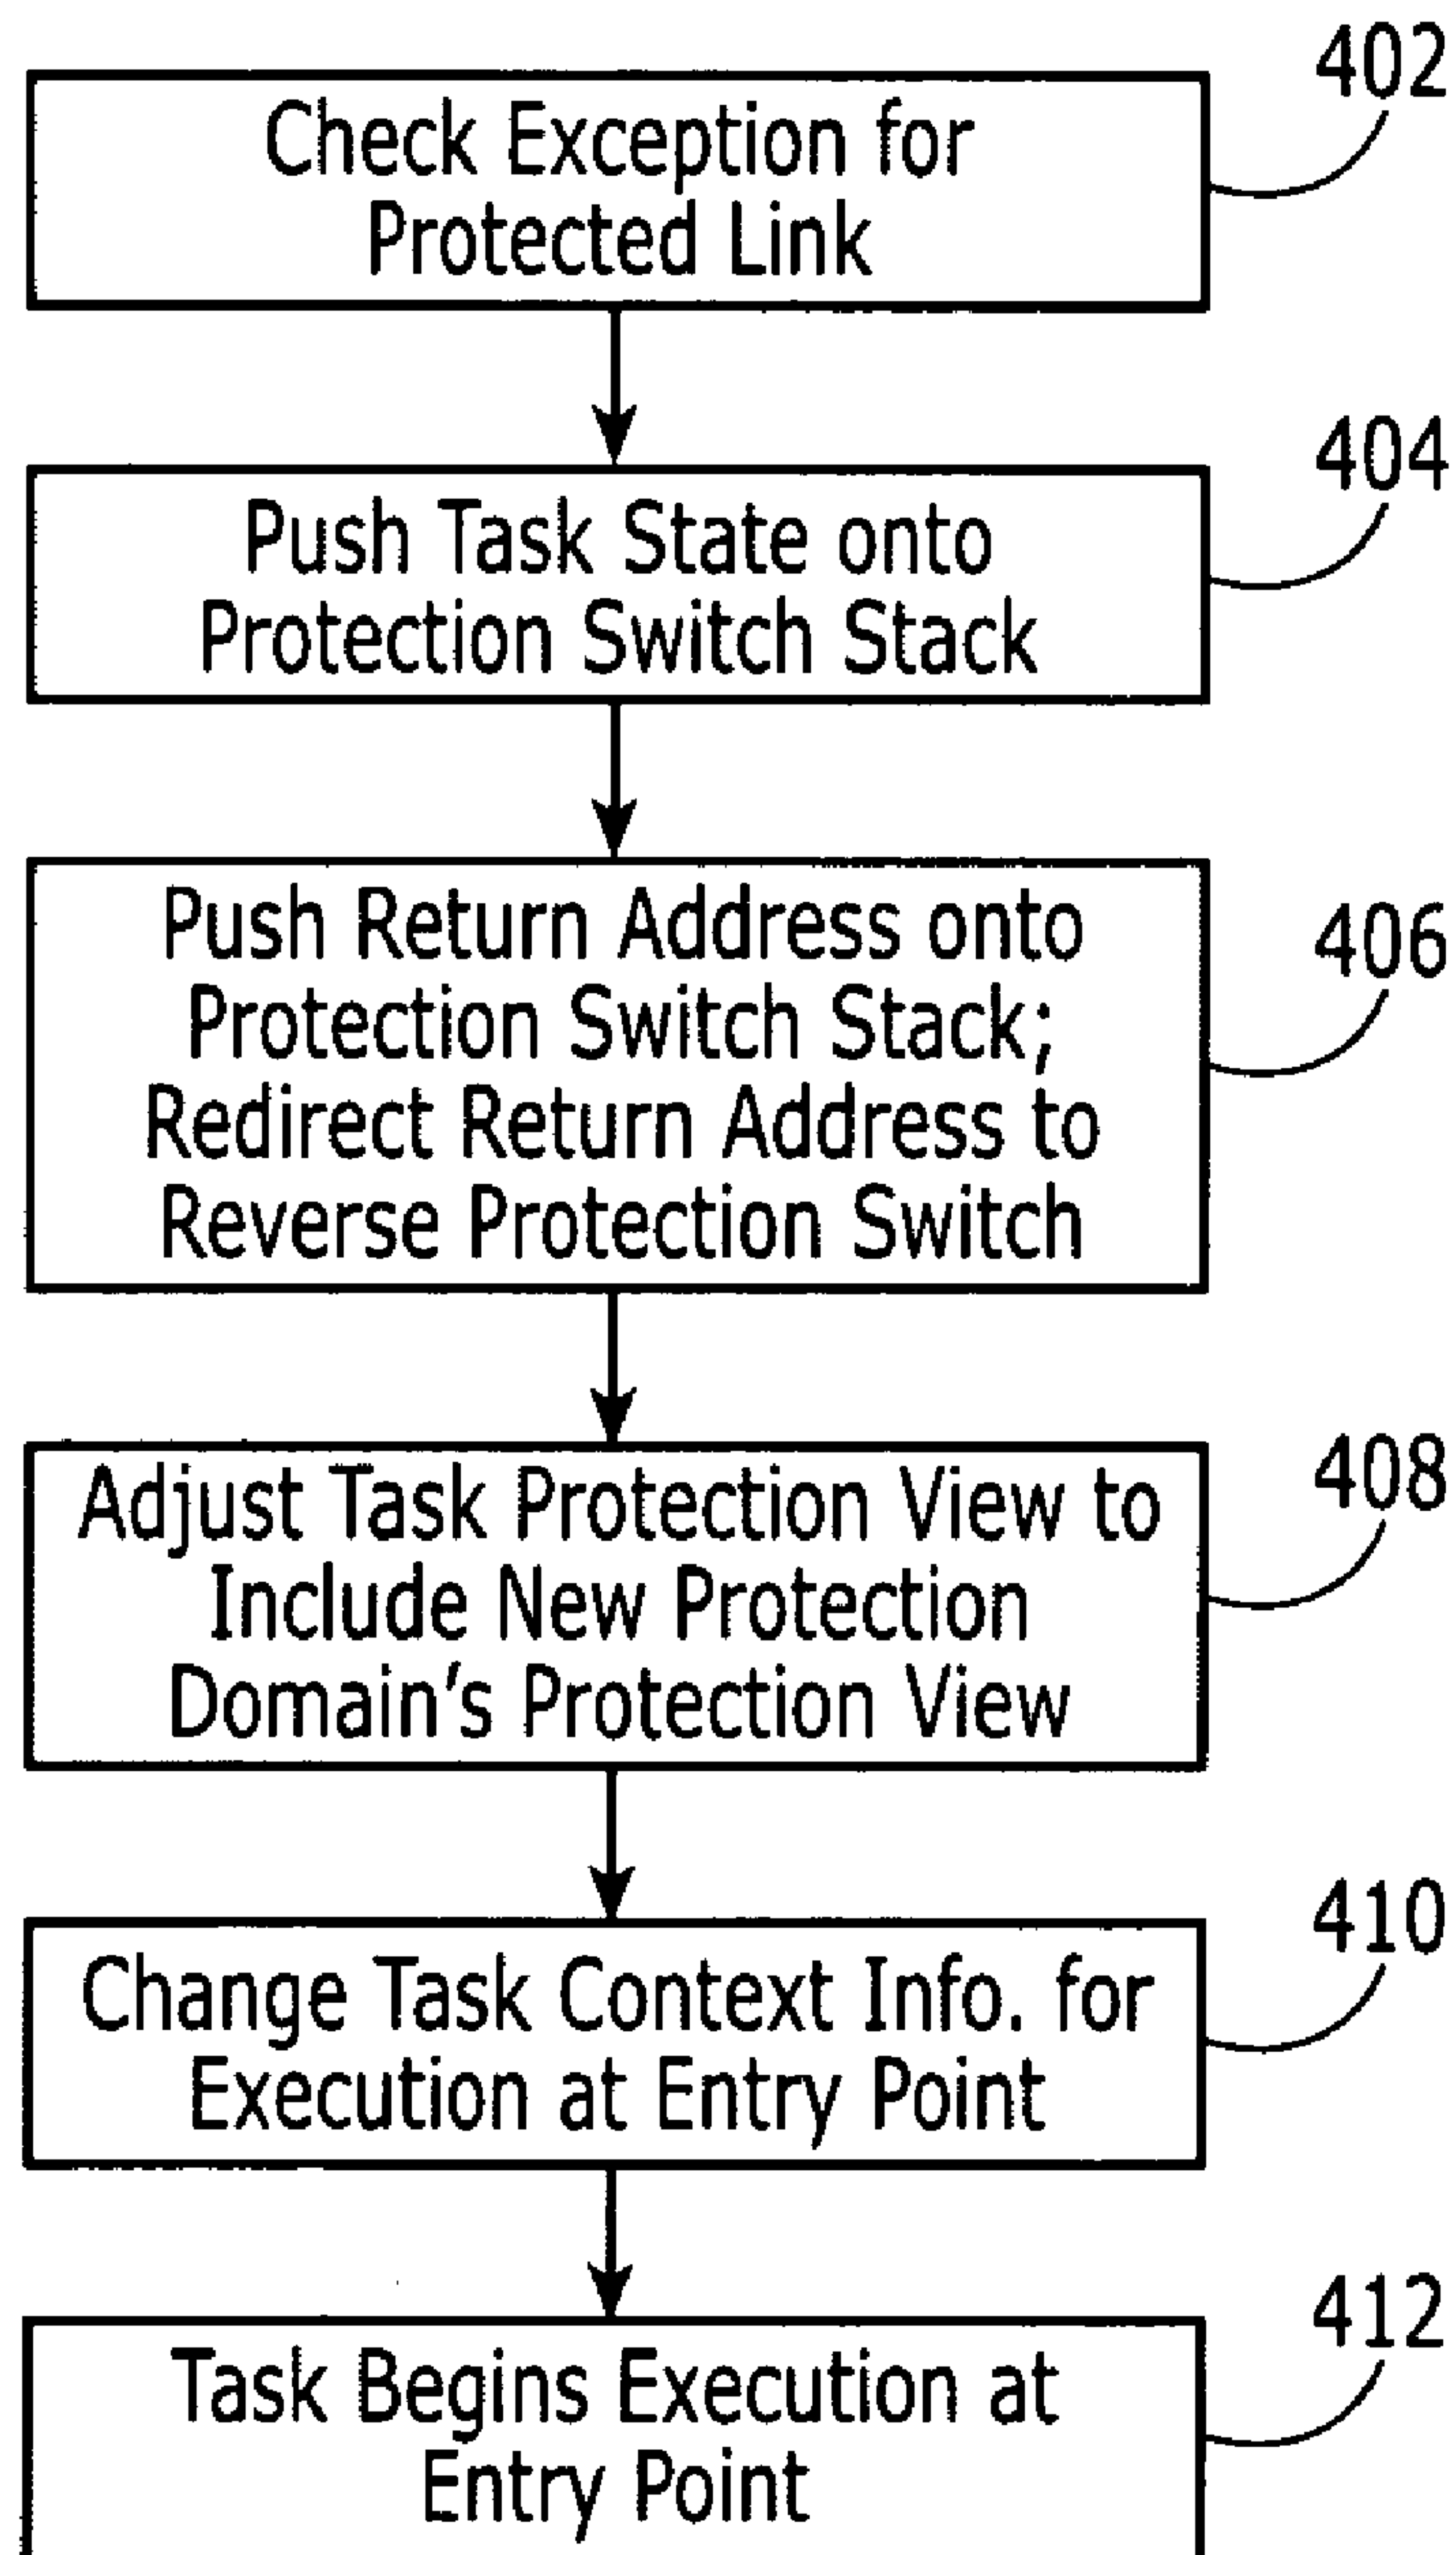 402
Check Exception for
Protected Link
404
Push Task State onto
Protection Switch Stack
406
Push Return Address onto
Protection Switch Stack;
Redirect Return Address to
Reverse Protection Switch
408
Adjust Task Protection View to
Include New Protection
Domain's Protection View
410
Change Task Context Info. for
Execution at Entry Point
412
Task Begins Execution at
Entry Point